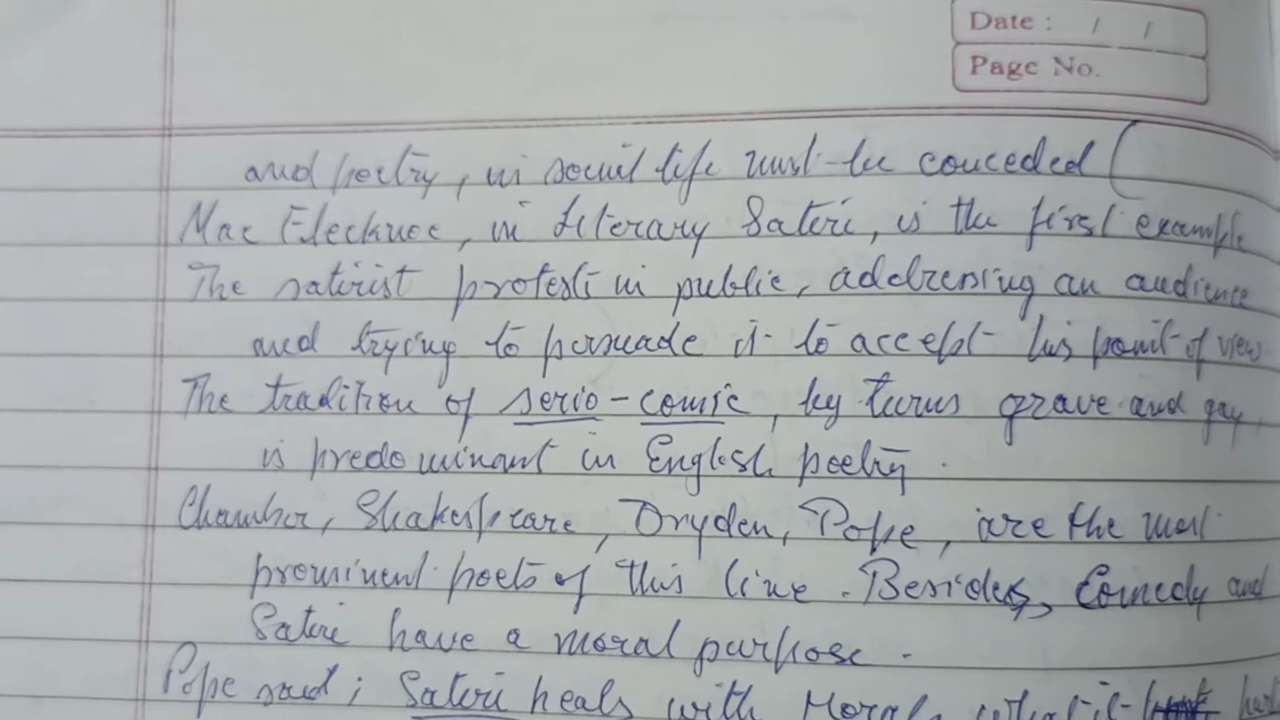 Date : / /
Page No.
and poetry, in social life must be conceded (
Mac Flecknoe, in Literary Satire, is the first example
The satirist protests in public, addressing an audience
and trying to persuade it to accept his point of view
The tradition of serio-comic, by turns grave and gay,
is predominant in English poetry.
Chamber, Shakespeare, Dryden, Pope, are the most
prominent poets of this line. Besides, Comedy and
Satire have a moral purpose.
Pope said; Satire heals with Morals what it